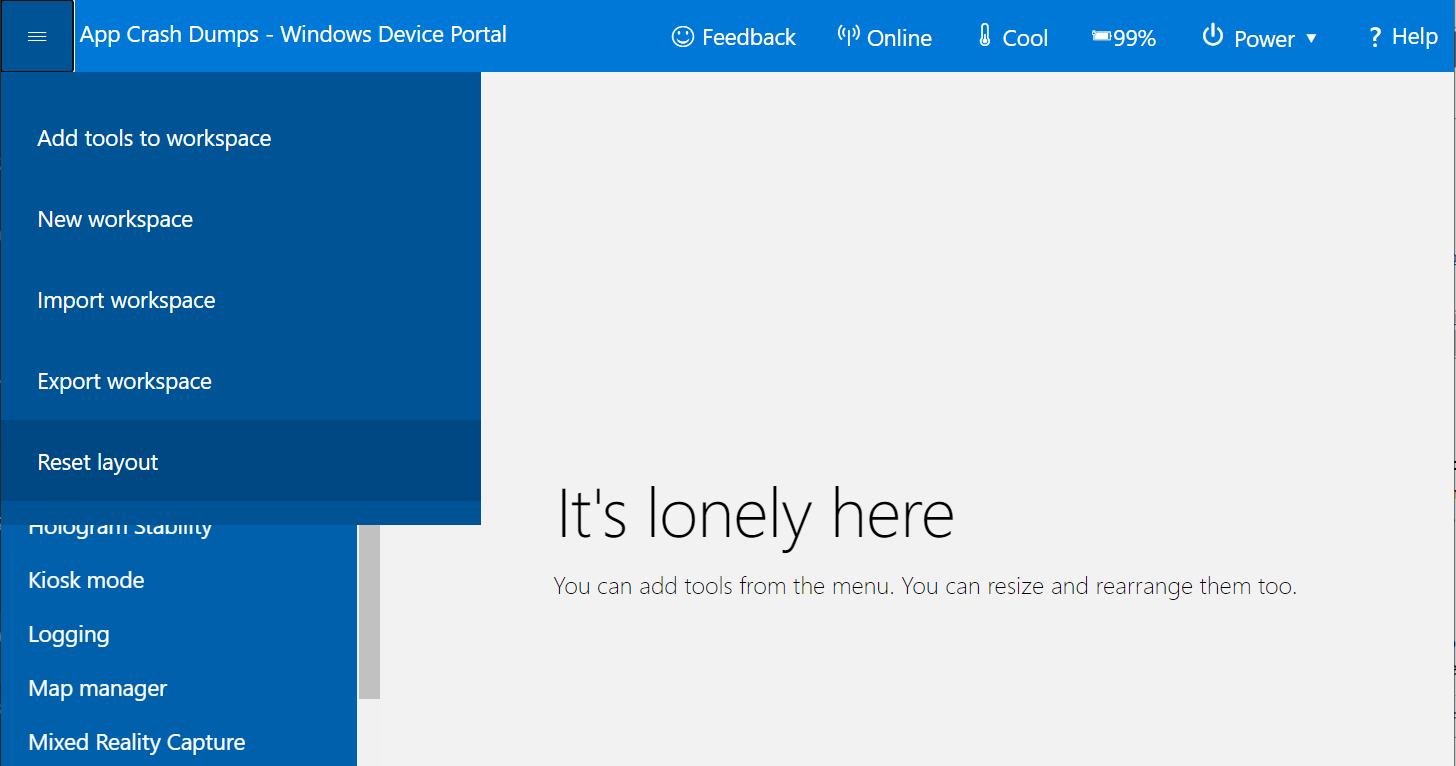 App Crash Dumps - Windows Device Portal
Feedback
Online
Cool
99%
Power
? Help
Add tools to workspace
New workspace
Import workspace
Export workspace
Reset layout
Hologram Stability
Kiosk mode
Logging
Map manager
Mixed Reality Capture
It's lonely here
You can add tools from the menu. You can resize and rearrange them too.